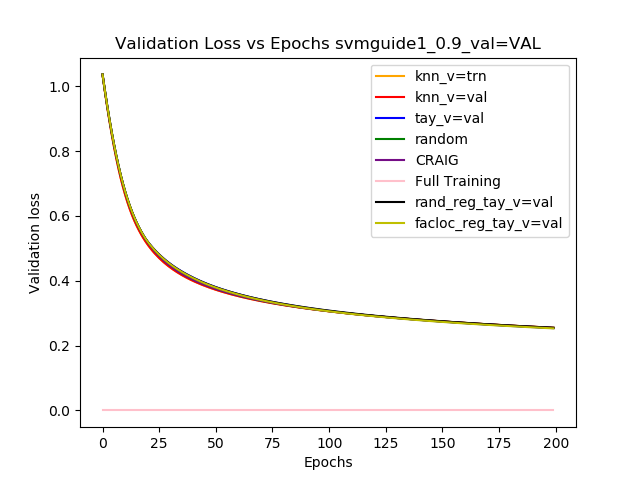 Validation Loss vs Epochs svmguide1_0.9_val=VAL
1.0
0.8
0.6
0.4
0.2
0.0
Validation loss
knn_v=trn
knn_v=val
tay_v=val
random
CRAIG
Full Training
rand_reg_tay_v=val
facloc_reg_tay_v=val
0 25 50 75 100 125 150 175 200
Epochs